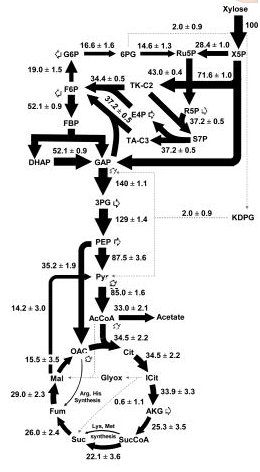 Xylose
2.0 ± 0.9
100
16.6 ± 1.6
14.6 ± 1.3
28.4 ± 1.0
G6P
6PG
Ru5P
X5P
19.0 ± 1.5
34.4 ± 0.5
43.0 ± 0.4
71.6 ± 1.0
TK-C2
F6P
37.2 ± 0.5
E4P
R5P
52.1 ± 0.9
37.2 ± 0.5
FBP
TA-C3
S7P
37.2 ± 0.5
DHAP
52.1 ± 0.9
GAP
140 ± 1.1
3PG
129 ± 1.4
2.0 ± 0.9
KDPG
PEP
35.2 ± 1.9
87.5 ± 3.6
Pyr
14.2 ± 3.0
85.0 ± 1.6
33.0 ± 2.1
AcCoA
Acetate
34.5 ± 2.2
OAC
Cit
15.5 ± 3.5
34.5 ± 2.2
Mal
Glyox
ICit
Arg, His
Synthesis
29.0 ± 2.3
33.9 ± 3.3
0.6 ± 1.1
Fum
AKG
Lys, Met
synthesis
26.0 ± 2.4
25.3 ± 3.5
Suc
SucCoA
22.1 ± 3.6